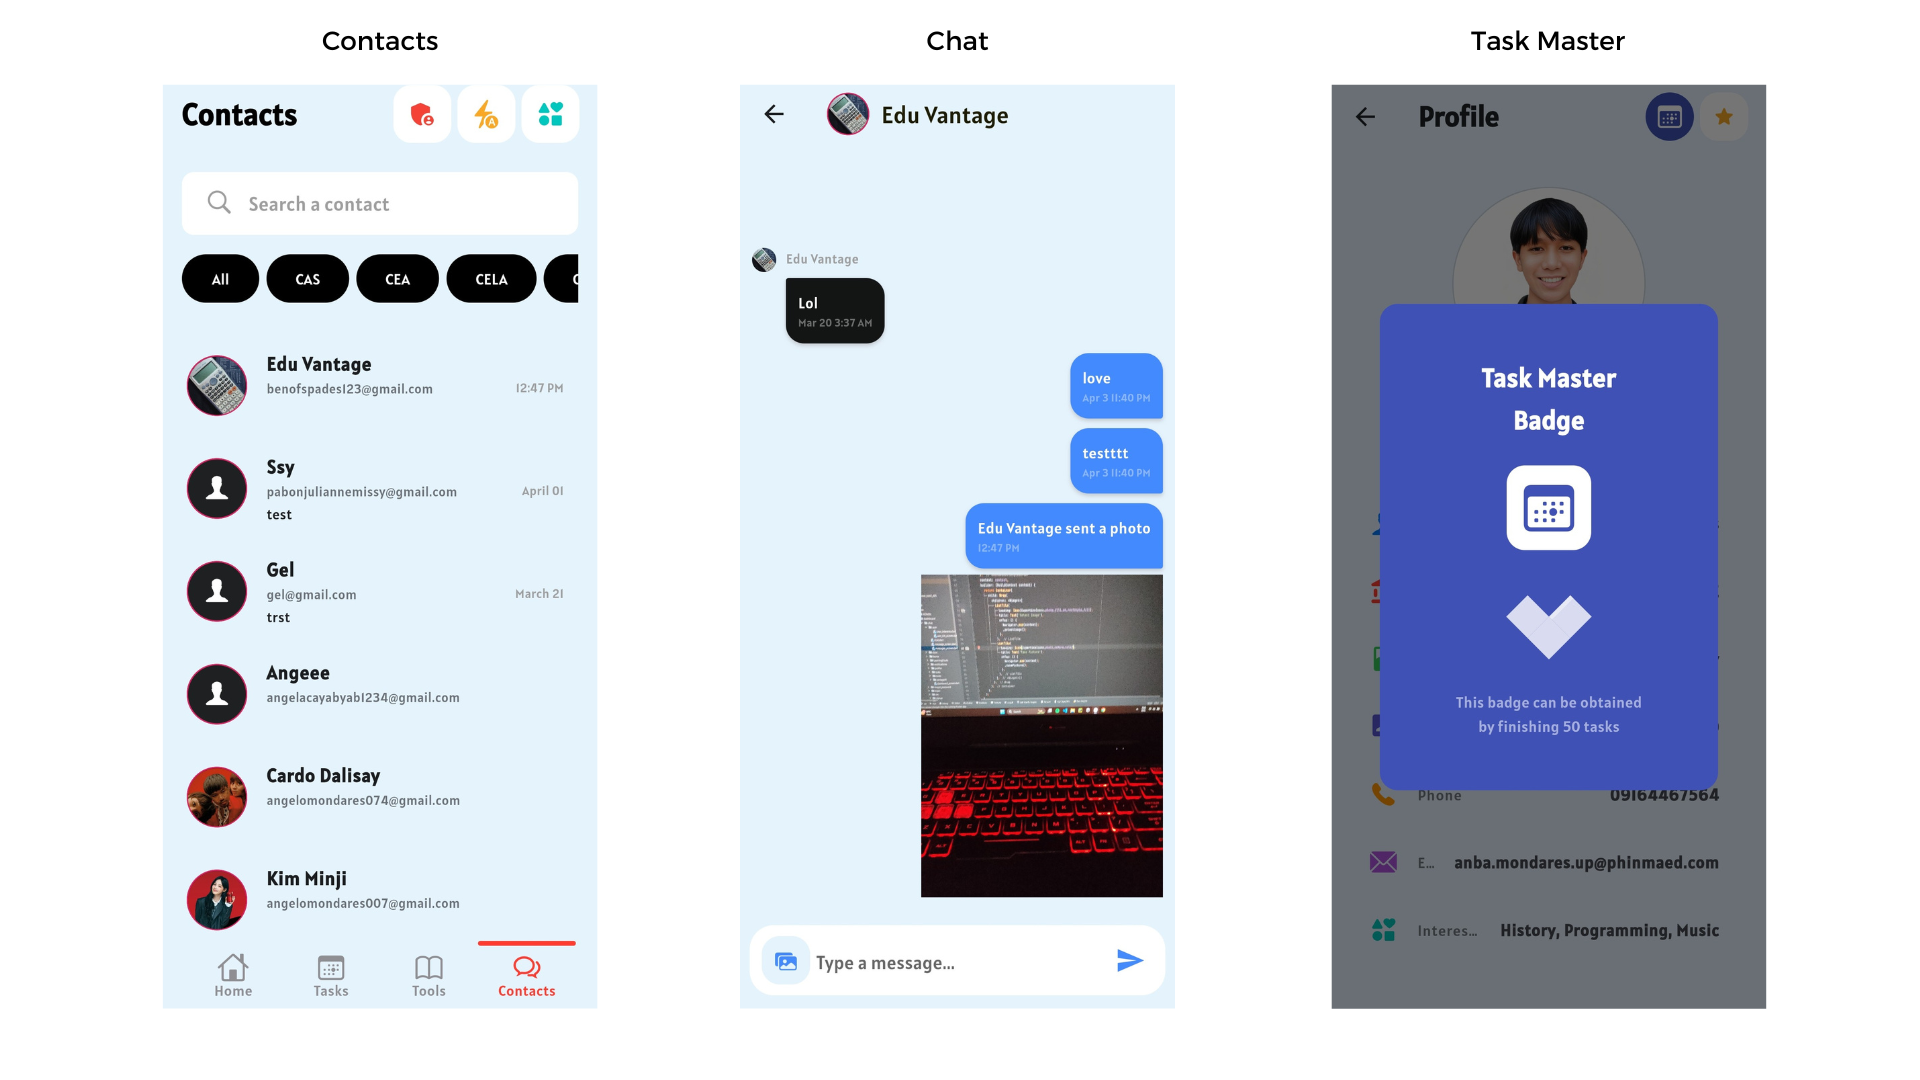 Contacts
Chat
Task Master
Contacts
Search a contact
All
CAS
CEA
CELA
Edu Vantage
benofspades123@gmail.com
12:47 PM
Ssy
pabonjuliannemissy@gmail.com
April 01
test
Gel
gel@gmail.com
March 21
trst
Angeee
angelacayabyab1234@gmail.com
Cardo Dalisay
angelomondares074@gmail.com
Kim Minji
angelomondares007@gmail.com
Home
Tasks
Tools
Contacts
Edu Vantage
Edu Vantage
Lol
Mar 20 3:37 AM
love
Apr 3 11:40 PM
testttt
Apr 3 11:40 PM
Edu Vantage sent a photo
12:47 PM
Type a message...
Profile
Task Master
Badge
This badge can be obtained
by finishing 50 tasks
Phone
09164467564
E...
anba.mondares.up@phinmaed.com
Interes...
History, Programming, Music